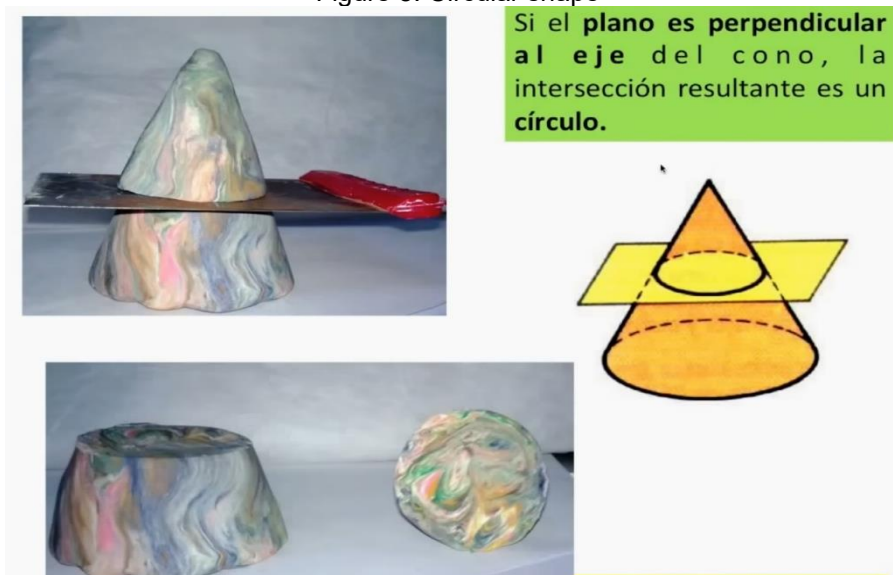 Si el plano es perpendicular
al eje del cono, la
intersección resultante es un
círculo.